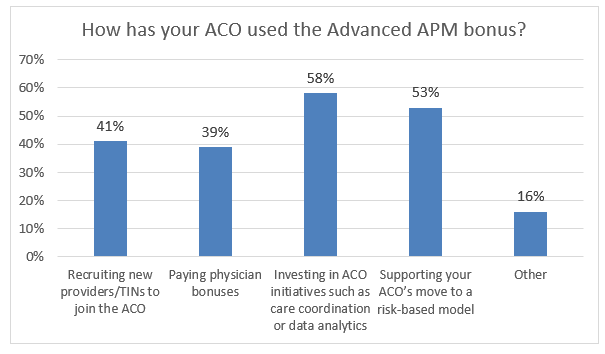 How has your ACO used the Advanced APM bonus?
70%
60%
50%
40%
30%
20%
10%
0%
41%
39%
58%
53%
16%
Recruiting new
providers/TINs to
join the ACO
Paying physician
bonuses
Investing in ACO
initiatives such as
care coordination
or data analytics
Supporting your
ACO’s move to a
risk-based model
Other